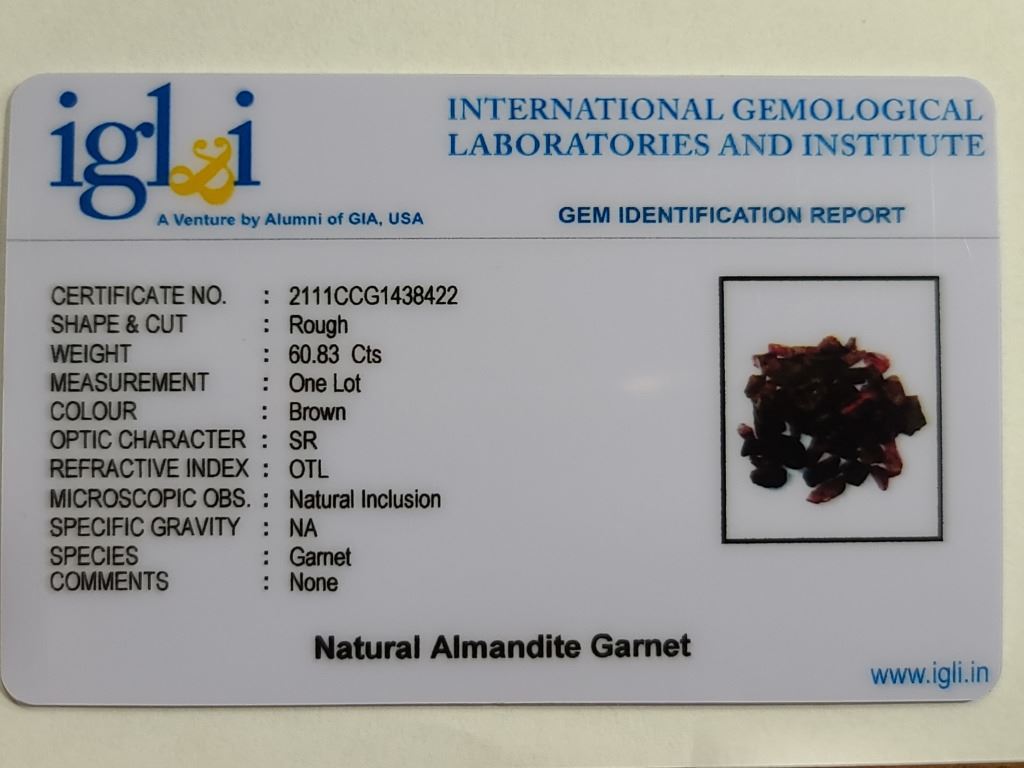 igl&i
A Venture by Alumni of GIA, USA
INTERNATIONAL GEMOLOGICAL
LABORATORIES AND INSTITUTE
GEM IDENTIFICATION REPORT
CERTIFICATE NO. : 2111CCG1438422
SHAPE & CUT : Rough
WEIGHT : 60.83 Cts
MEASUREMENT : One Lot
COLOUR : Brown
OPTIC CHARACTER : SR
REFRACTIVE INDEX : OTL
MICROSCOPIC OBS. : Natural Inclusion
SPECIFIC GRAVITY : NA
SPECIES : Garnet
COMMENTS : None
Natural Almandite Garnet
www.igli.in